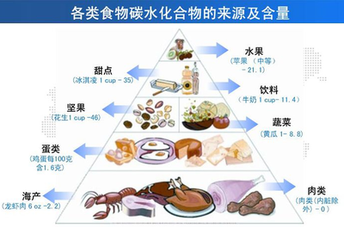 各类食物碳水化合物的来源及含量
水果
(苹果 （中等）
- 21.1)
甜点
(冰淇凌 1 cup - 35)
饮料
(牛奶 1 cup- 11.4)
坚果
(花生1 cup -46)
蔬菜
(黄瓜 1- 8.8)
蛋类
(鸡蛋每100克
含1.6克)
海产
(龙虾肉 6 oz -2.2)
肉类
(肉类(内脏除
外) - 0 )